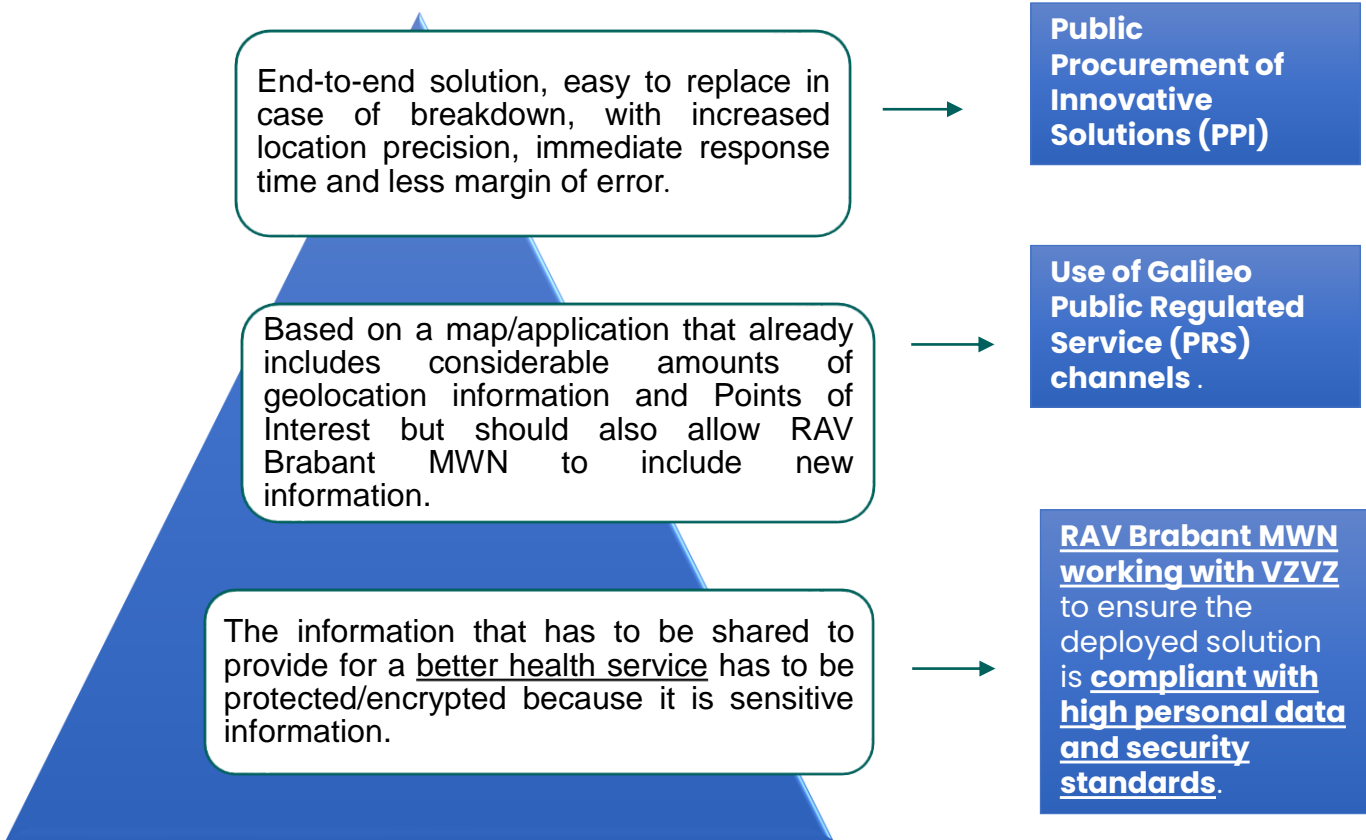 End-to-end solution, easy to replace in
case of breakdown, with increased
location precision, immediate response
time and less margin of error.
Public
Procurement of
Innovative
Solutions (PPI)
Based on a map/application that already
includes considerable amounts of
geolocation information and Points of
Interest but should also allow RAV
Brabant MWN to include new
information.
Use of Galileo
Public Regulated
Service (PRS)
channels .
The information that has to be shared to
provide for a better health service has to be
protected/encrypted because it is sensitive
information.
RAV Brabant MWN
working with VZVZ
to ensure the
deployed solution
is compliant with
high personal data
and security
standards.